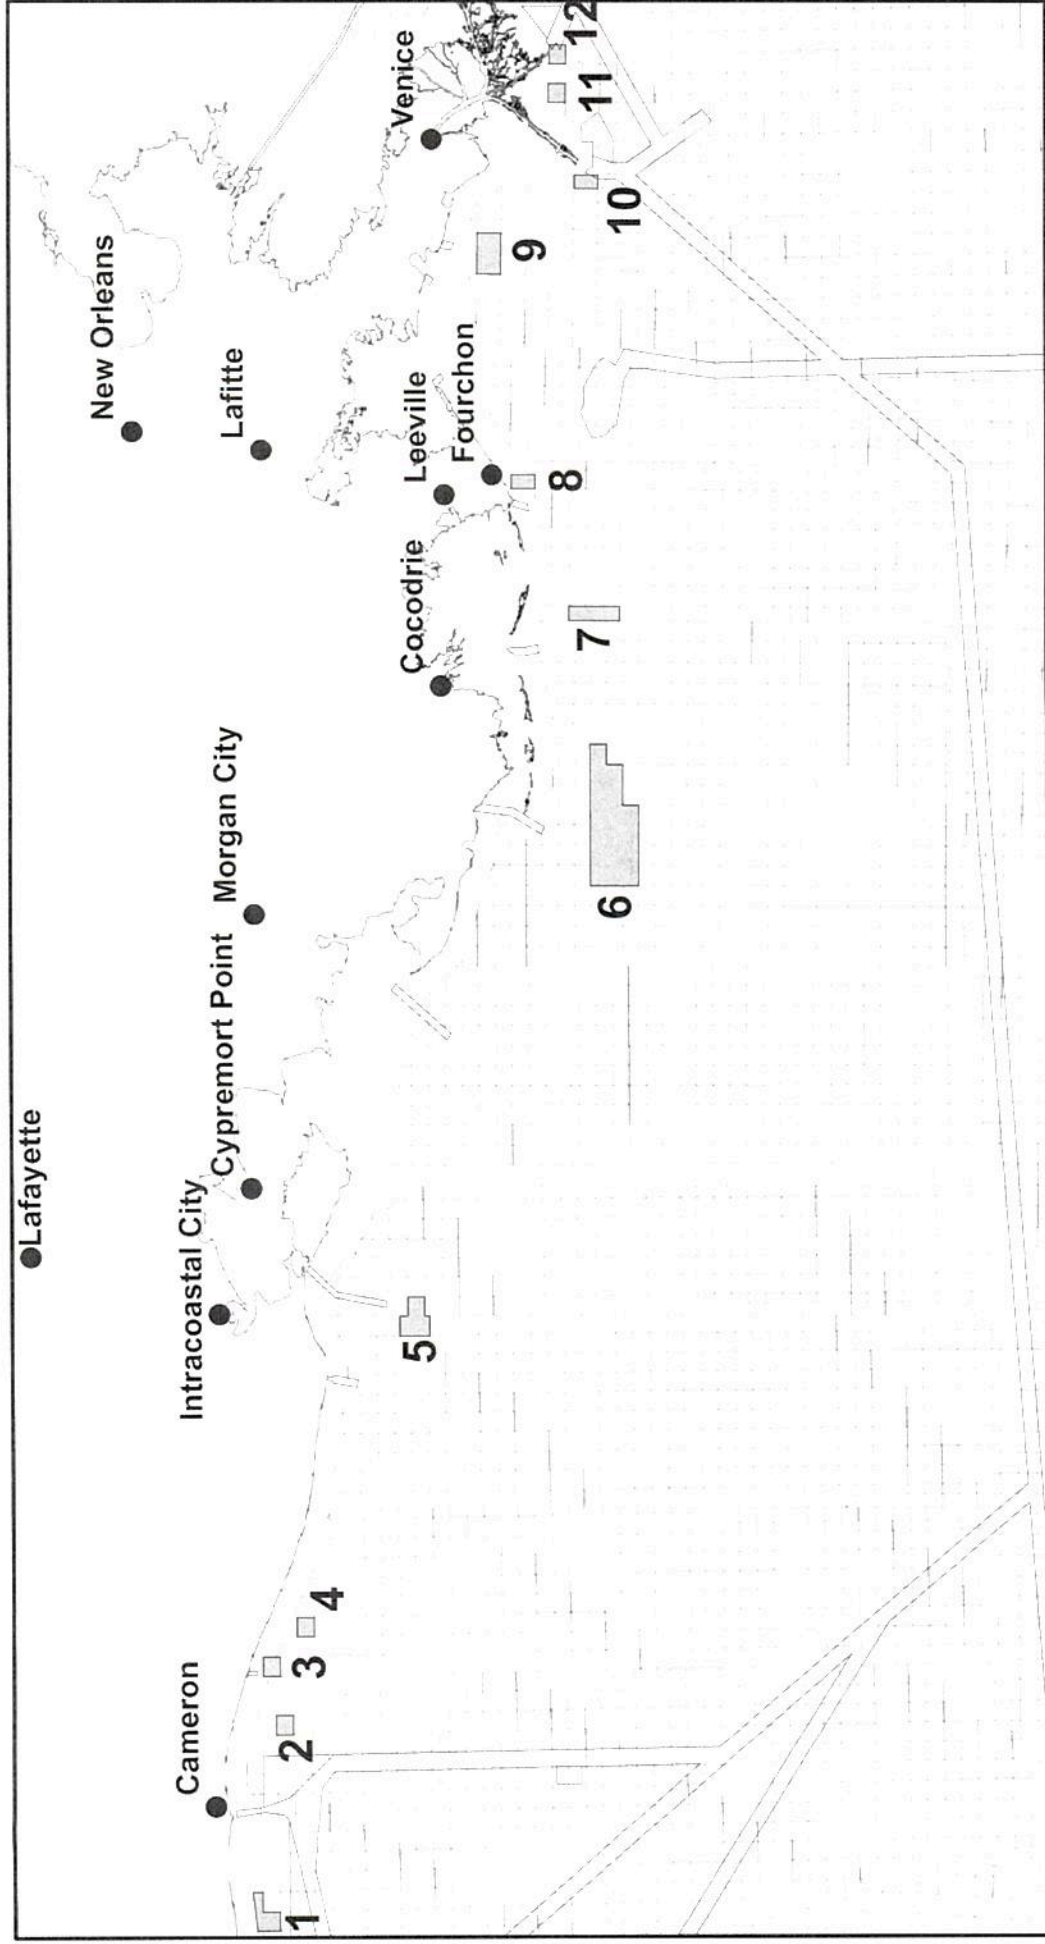 Lafayette
New Orleans
Intracoastal City
Cypremort Point
Morgan City
Lafitte
Cameron
Cocodrie
Leeville
Fourchon
Venice
1
2
3
4
5
6
7
8
9
10
11
12